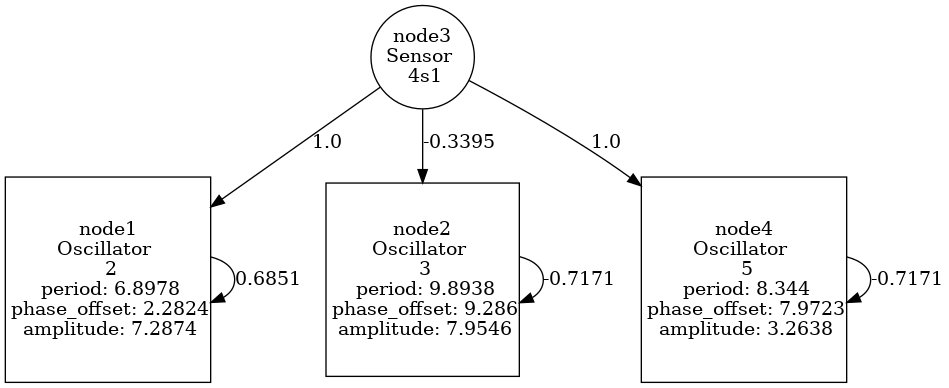 node3
Sensor
4s1
1.0
-0.3395
1.0
node1
Oscillator
2
period: 6.8978
phase_offset: 2.2824
amplitude: 7.2874
0.6851
node2
Oscillator
3
period: 9.8938
phase_offset: 9.286
amplitude: 7.9546
-0.7171
node4
Oscillator
5
period: 8.344
phase_offset: 7.9723
amplitude: 3.2638
-0.7171